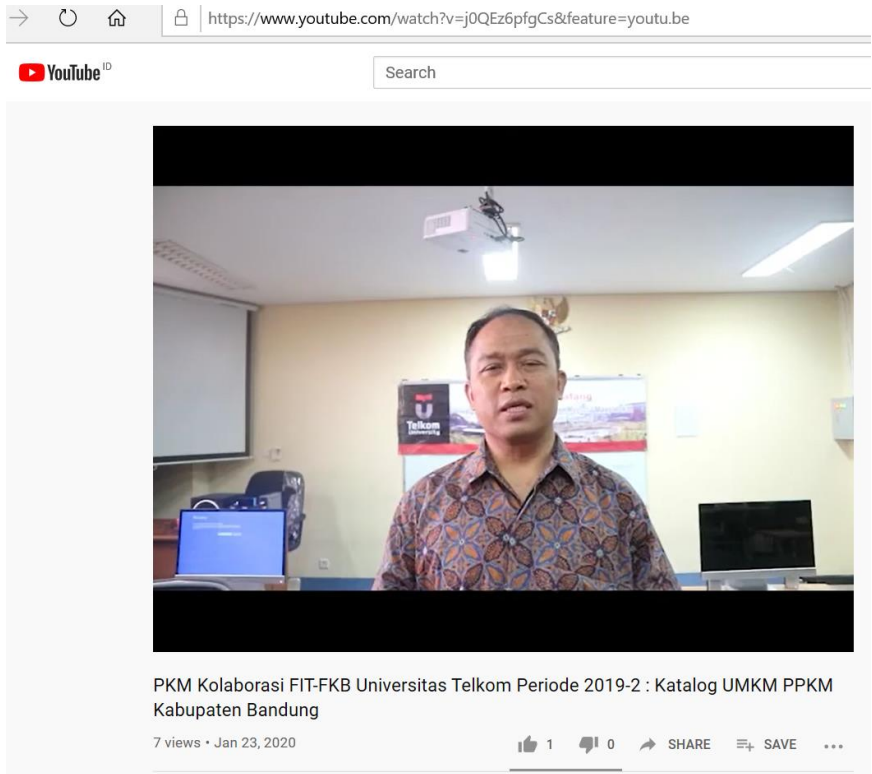 https://www.youtube.com/watch?v=j0QEz6pfgCs&feature=youtu.be
YouTube ID
Search
Telkom
University
PKM Kolaborasi FIT-FKB Universitas Telkom Periode 2019-2 : Katalog UMKM PPKM
Kabupaten Bandung
7 views • Jan 23, 2020
1
0
SHARE
SAVE